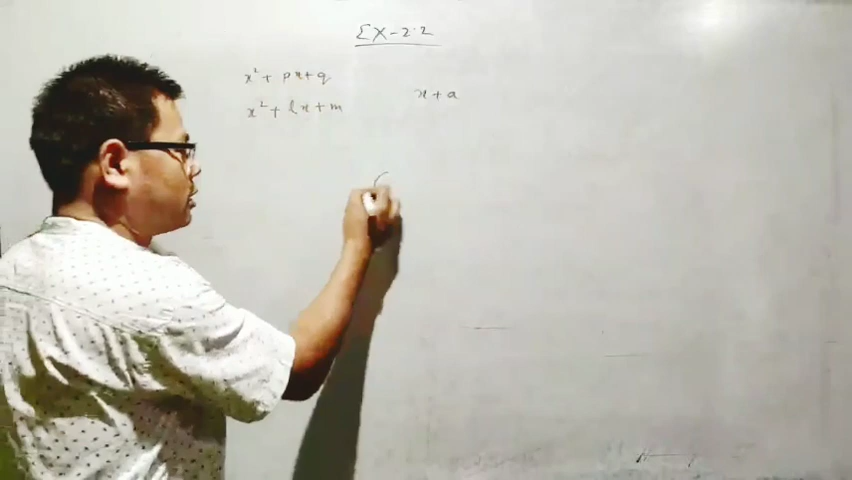 Ex-2.2
x² + px + q
x² + lx + m
x + a